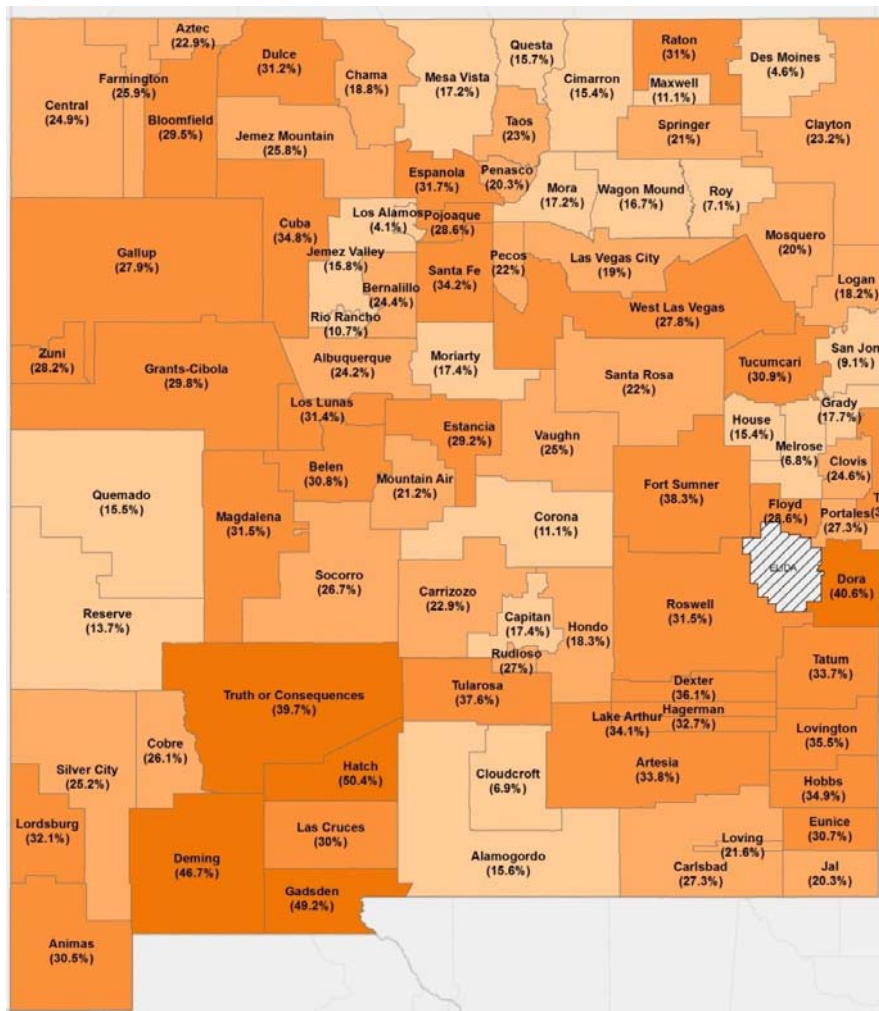 Aztec
(22.9%)
Farmington
(25.9%)
Central
(24.9%)
Bloomfield
(29.5%)
Dulce
(31.2%)
Chama
(18.8%)
Mesa Vista
(17.2%)
Questa
(15.7%)
Cimarron
(15.4%)
Raton
(31%)
Maxwell
(11.1%)
Des Moines
(4.6%)
Taos
(23%)
Springer
(21%)
Clayton
(23.2%)
Jemez Mountain
(25.8%)
Espanola
(31.7%)
Penasco
(20.3%)
Mora
(17.2%)
Wagon Mound
(16.7%)
Roy
(7.1%)
Los Alamos
(4.1%)
Pojoaque
(28.6%)
Cuba
(34.8%)
Gallup
(27.9%)
Jemez Valley
(15.8%)
Santa Fe
(34.2%)
Pecos
(22%)
Las Vegas City
(19%)
Mosquero
(20%)
Logan
(18.2%)
Bernalillo
(24.4%)
Rio Rancho
(10.7%)
West Las Vegas
(27.8%)
Zuni
(28.2%)
Grants-Cibola
(29.8%)
Albuquerque
(24.2%)
Moriarty
(17.4%)
Santa Rosa
(22%)
Tucumcari
(30.9%)
San Jon
(9.1%)
Los Lunas
(31.4%)
Estancia
(29.2%)
Vaughn
(25%)
House
(15.4%)
Grady
(17.7%)
Melrose
(6.8%)
Clovis
(24.6%)
Belen
(30.8%)
Mountain Air
(21.2%)
Quemado
(15.5%)
Magdalena
(31.5%)
Fort Sumner
(38.3%)
Floyd
(28.6%)
Portales
(27.3%)
T
(3
Corona
(11.1%)
Socorro
(26.7%)
ELIDA
Dora
(40.6%)
Reserve
(13.7%)
Carrizozo
(22.9%)
Capitan
(17.4%)
Hondo
(18.3%)
Roswell
(31.5%)
Rudioso
(27%)
Tatum
(33.7%)
Truth or Consequences
(39.7%)
Tularosa
(37.6%)
Dexter
(36.1%)
Hagerman
(32.7%)
Lake Arthur
(34.1%)
Lovington
(35.5%)
Cobre
(26.1%)
Silver City
(25.2%)
Hatch
(50.4%)
Cloudcroft
(6.9%)
Artesia
(33.8%)
Hobbs
(34.9%)
Lordsburg
(32.1%)
Las Cruces
(30%)
Eunice
(30.7%)
Deming
(46.7%)
Alamogordo
(15.6%)
Loving
(21.6%)
Carlsbad
(27.3%)
Jal
(20.3%)
Gadsden
(49.2%)
Animas
(30.5%)